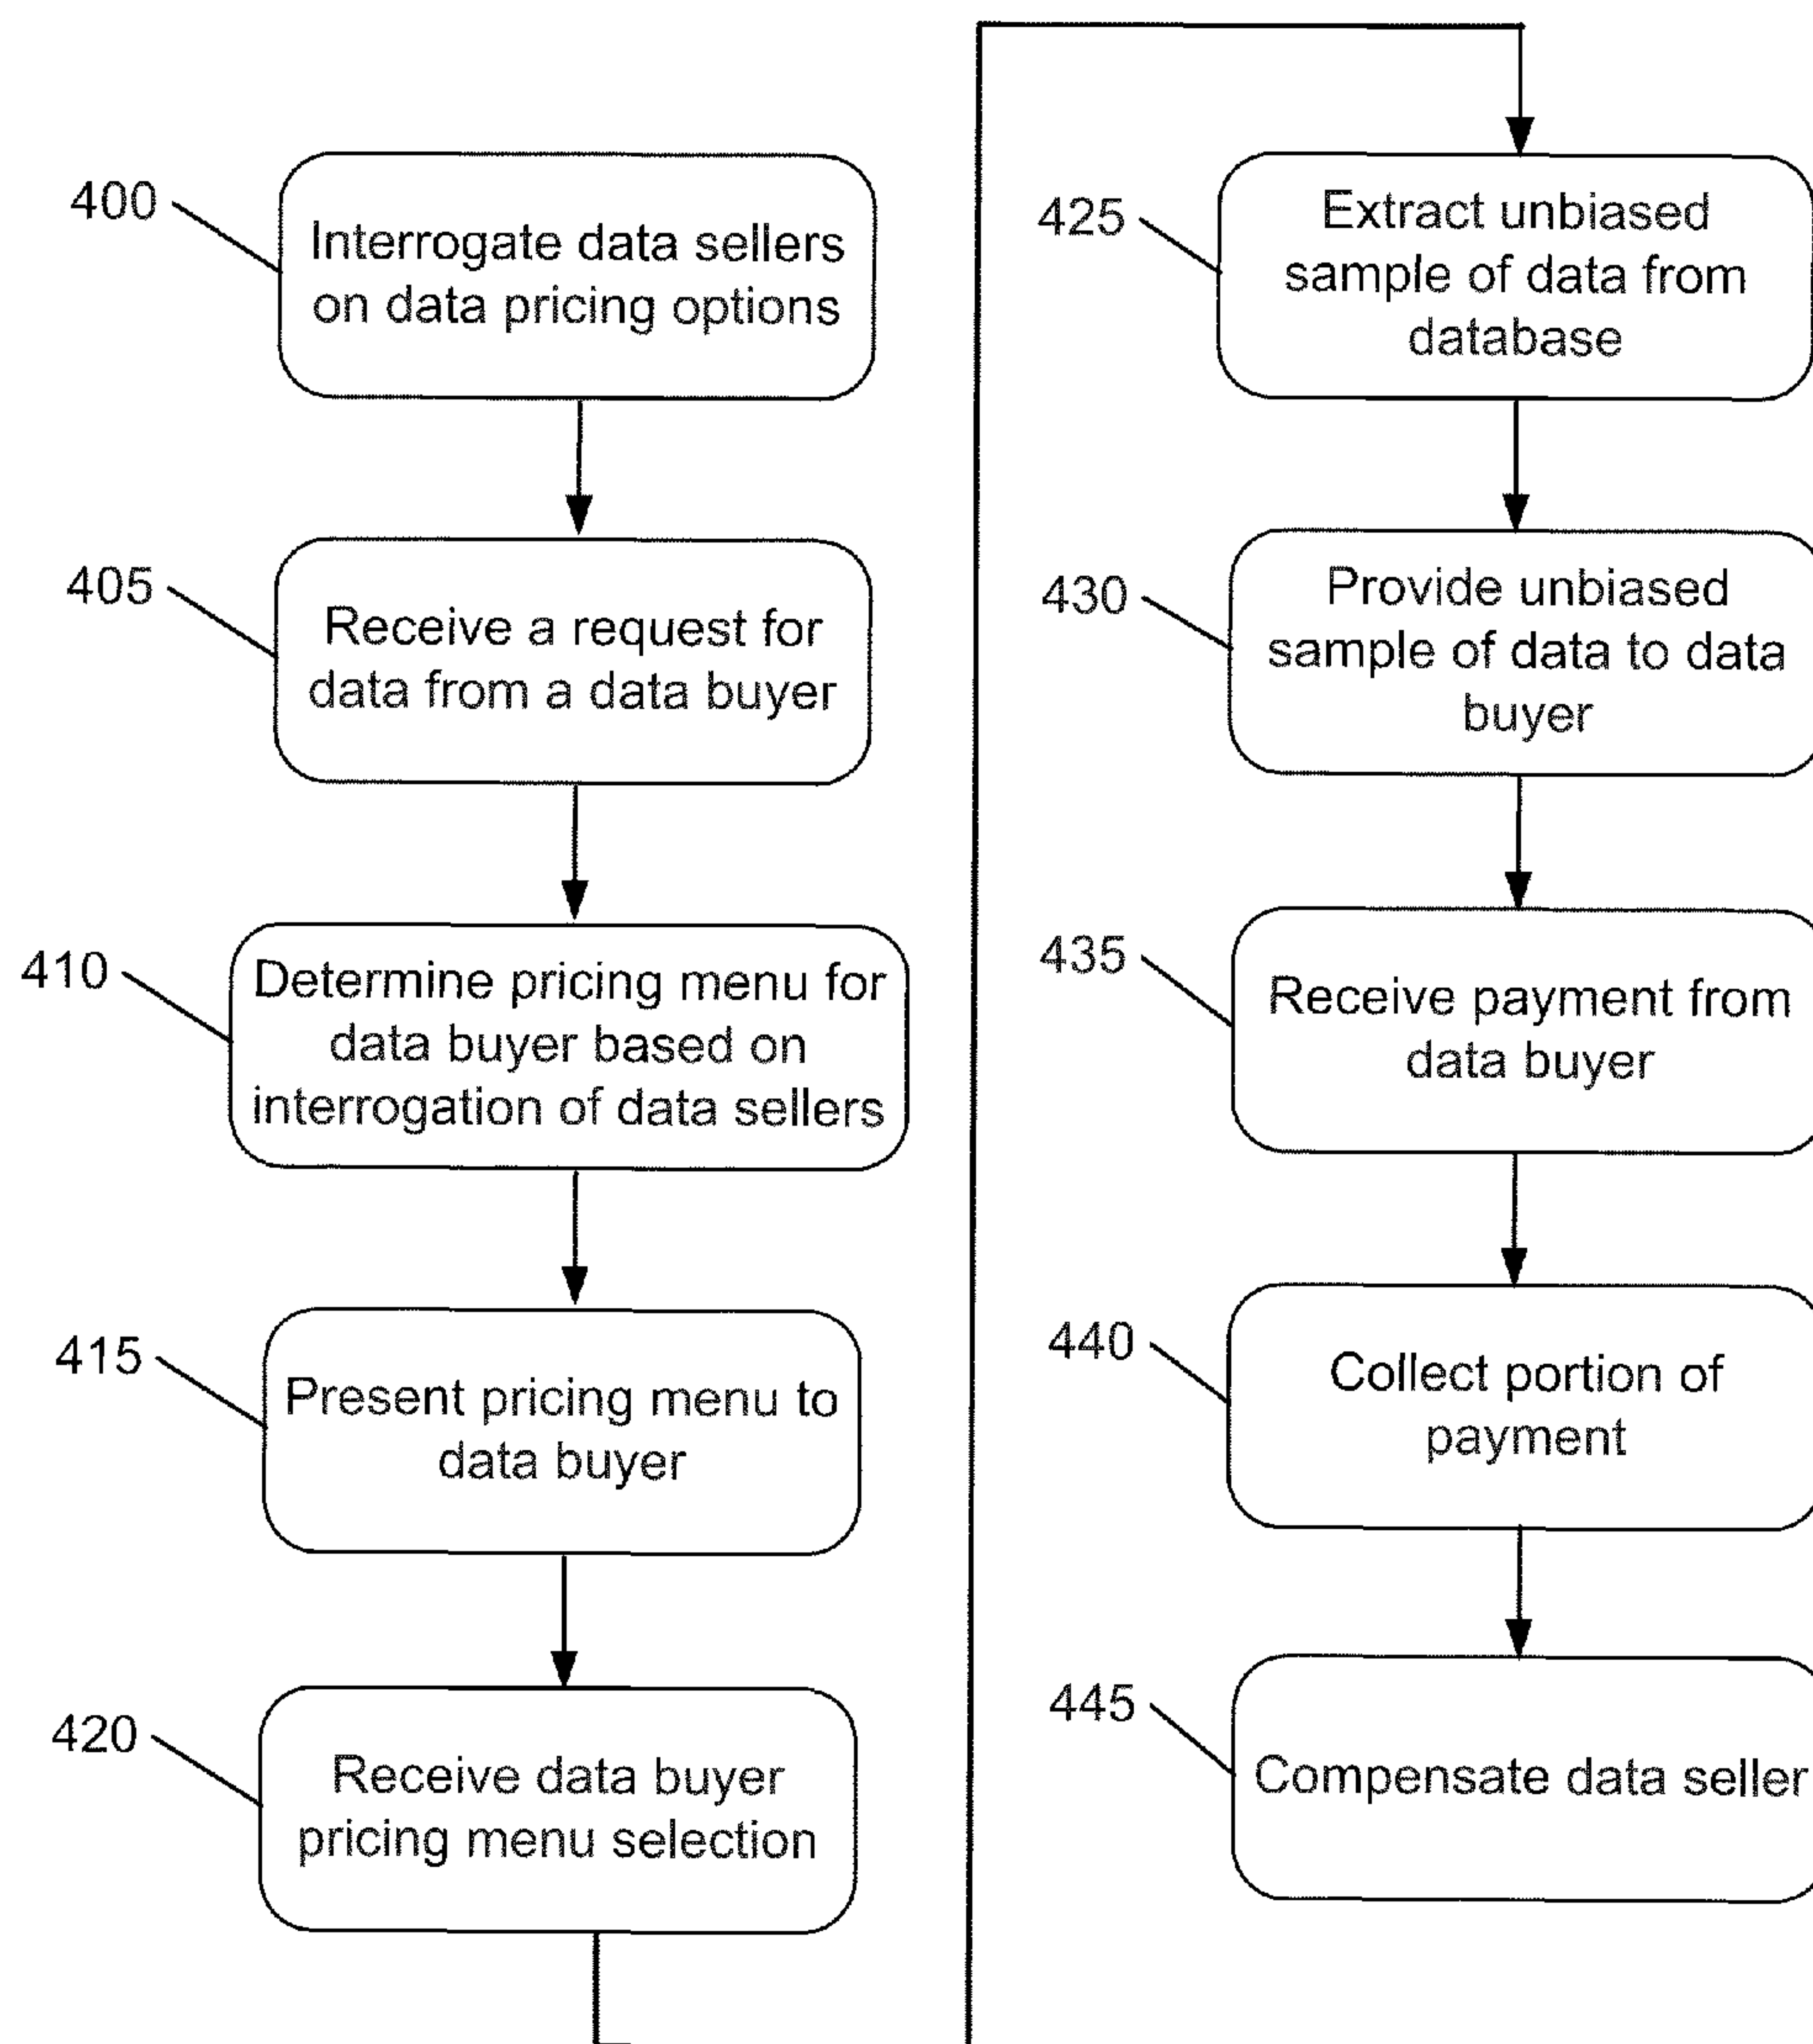 400
Interrogate data sellers
on data pricing options
405
Receive a request for
data from a data buyer
410
Determine pricing menu for
data buyer based on
interrogation of data sellers
415
Present pricing menu to
data buyer
420
Receive data buyer
pricing menu selection
425
Extract unbiased
sample of data from
database
430
Provide unbiased
sample of data to data
buyer
435
Receive payment from
data buyer
440
Collect portion of
payment
445
Compensate data seller